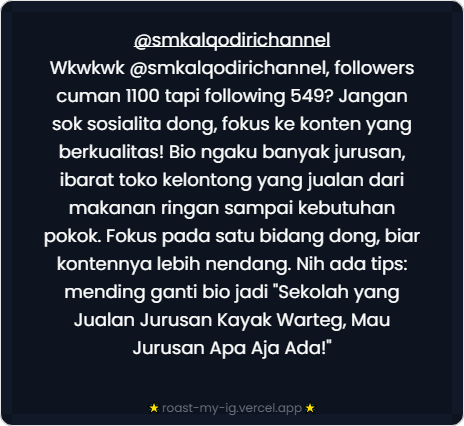 @smkalqodirichannel
Wkwkwk @smkalqodirichannel, followers
cuman 1100 tapi following 549? Jangan
sok sosialita dong, fokus ke konten yang
berkualitas! Bio ngaku banyak jurusan,
ibarat toko kelontong yang jualan dari
makanan ringan sampai kebutuhan
pokok. Fokus pada satu bidang dong, biar
kontennya lebih nendang. Nih ada tips:
mending ganti bio jadi "Sekolah yang
Jualan Jurusan Kayak Warteg, Mau
Jurusan Apa Aja Ada!"
⭐ roast-my-ig.vercel.app ⭐